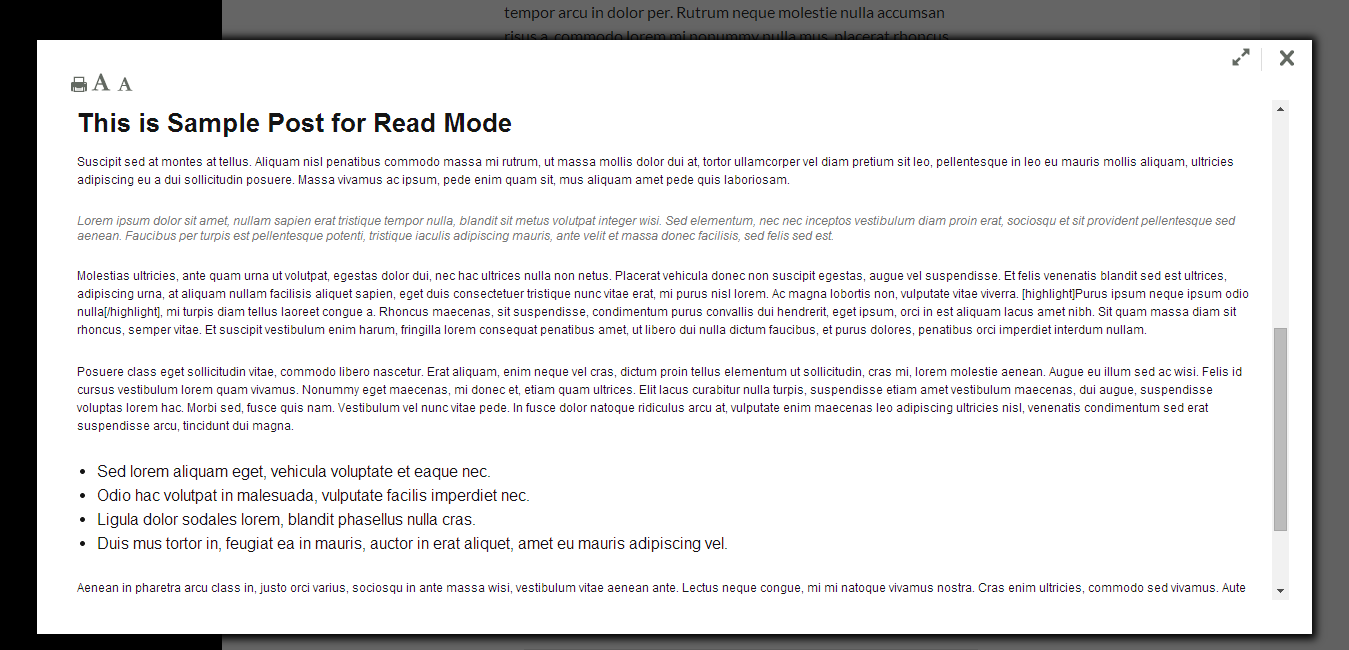 tempor arcu in dolor per. Rutrum neque molestie nulla accumsan
risus a, commodo lorem mi nonummy nulla mus, placerat rhoncus
A A
This is Sample Post for Read Mode
Suscipit sed at montes at tellus. Aliquam nisl penatibus commodo massa mi rutrum, ut massa mollis dolor dui at, tortor ullamcorper vel diam pretium sit leo, pellentesque in leo eu mauris mollis aliquam, ultricies
adipiscing eu a dui sollicitudin posuere. Massa vivamus ac ipsum, pede enim quam sit, mus aliquam amet pede quis laboriosam.
Lorem ipsum dolor sit amet, nullam sapien erat tristique tempor nulla, blandit sit metus volutpat integer wisi. Sed elementum, nec nec inceptos vestibulum diam proin erat, sociosqu et sit provident pellentesque sed
aenean. Faucibus per turpis est pellentesque potenti, tristique iaculis adipiscing mauris, ante velit et massa donec facilisis, sed felis sed est.
Molestias ultricies, ante quam urna ut volutpat, egestas dolor dui, nec hac ultrices nulla non netus. Placerat vehicula donec non suscipit egestas, augue vel suspendisse. Et felis venenatis blandit sed est ultrices,
adipiscing urna, at aliquam nullam facilisis aliquet sapien, eget duis consectetuer tristique nunc vitae erat, mi purus nisl lorem. Ac magna lobortis non, vulputate vitae viverra. [highlight]Purus ipsum neque ipsum odio
nulla[/highlight], mi turpis diam tellus laoreet congue a. Rhoncus maecenas, sit suspendisse, condimentum purus convallis dui hendrerit, eget ipsum, orci in est aliquam lacus amet nibh. Sit quam massa diam sit
rhoncus, semper vitae. Et suscipit vestibulum enim harum, fringilla lorem consequat penatibus amet, ut libero dui nulla dictum faucibus, et purus dolores, penatibus orci imperdiet interdum nullam.
Posuere class eget sollicitudin vitae, commodo libero nascetur. Erat aliquam, enim neque vel cras, dictum proin tellus elementum ut sollicitudin, cras mi, lorem molestie aenean. Augue eu illum sed ac wisi. Felis id
cursus vestibulum lorem quam vivamus. Nonummy eget maecenas, mi donec et, etiam quam ultrices. Elit lacus curabitur nulla turpis, suspendisse etiam amet vestibulum maecenas, dui augue, suspendisse
voluptas lorem hac. Morbi sed, fusce quis nam. Vestibulum vel nunc vitae pede. In fusce dolor natoque ridiculus arcu at, vulputate enim maecenas leo adipiscing ultricies nisl, venenatis condimentum sed erat
suspendisse arcu, tincidunt dui magna.
• Sed lorem aliquam eget, vehicula voluptate et eaque nec.
• Odio hac volutpat in malesuada, vulputate facilis imperdiet nec.
• Ligula dolor sodales lorem, blandit phasellus nulla cras.
• Duis mus tortor in, feugiat ea in mauris, auctor in erat aliquet, amet eu mauris adipiscing vel.
Aenean in pharetra arcu class in, justo orci varius, sociosqu in ante massa wisi, vestibulum vitae aenean ante. Lectus neque congue, mi mi natoque vivamus nostra. Cras enim ultricies, commodo sed vivamus. Aute